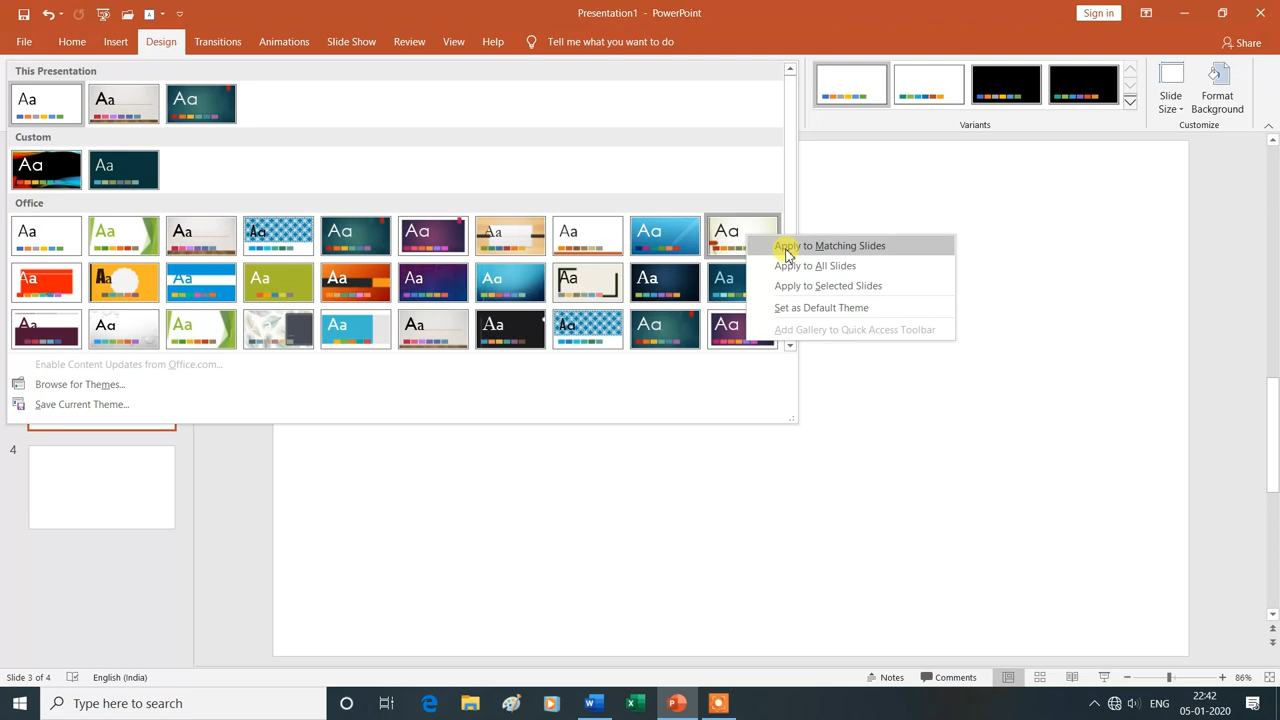 Presentation1 - PowerPoint
Sign in
File Home Insert Design Transitions Animations Slide Show Review View Help Tell me what you want to do
Share
This Presentation
Aa Aa Aa
Slide Size
Format Background
Variants
Customize
Custom
Aa Aa
Office
Aa Aa Aa Aa Aa Aa Aa Aa Aa Aa
Apply to Matching Slides
Apply to All Slides
Apply to Selected Slides
Set as Default Theme
Add Gallery to Quick Access Toolbar
Aa Aa Aa Aa Aa Aa Aa Aa Aa Aa
Aa Aa Aa Aa Aa Aa Aa Aa Aa Aa
Enable Content Updates from Office.com...
Browse for Themes...
Save Current Theme...
4
Slide 3 of 4 English (India)
Notes Comments
86%
Type here to search
ENG
22:42
05-01-2020